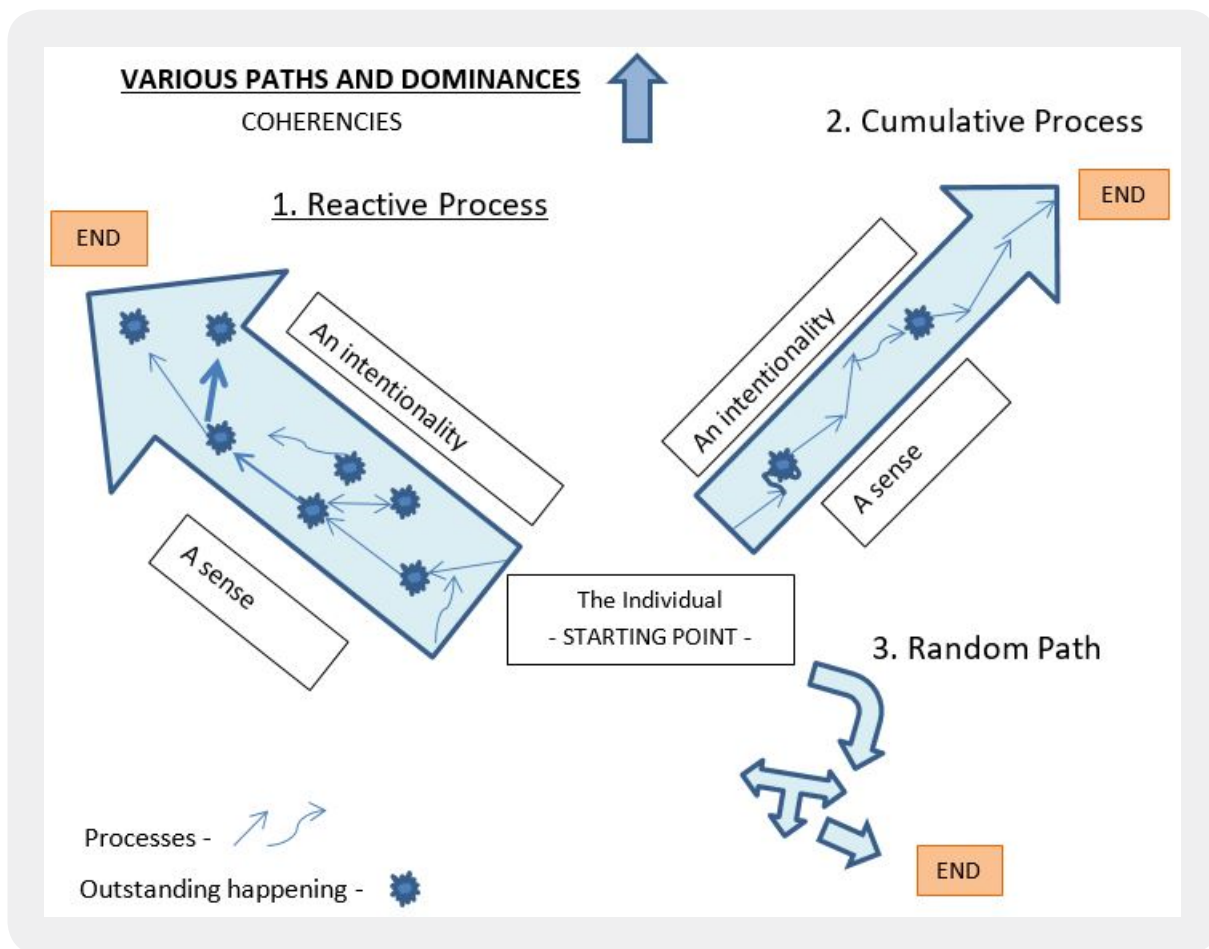 VARIOUS PATHS AND DOMINANCES
COHERENCIES
2. Cumulative Process
1. Reactive Process
END
END
An intentionality
An intentionality
A sense
A sense
The Individual
- STARTING POINT -
3. Random Path
Processes -
END
Outstanding happening -